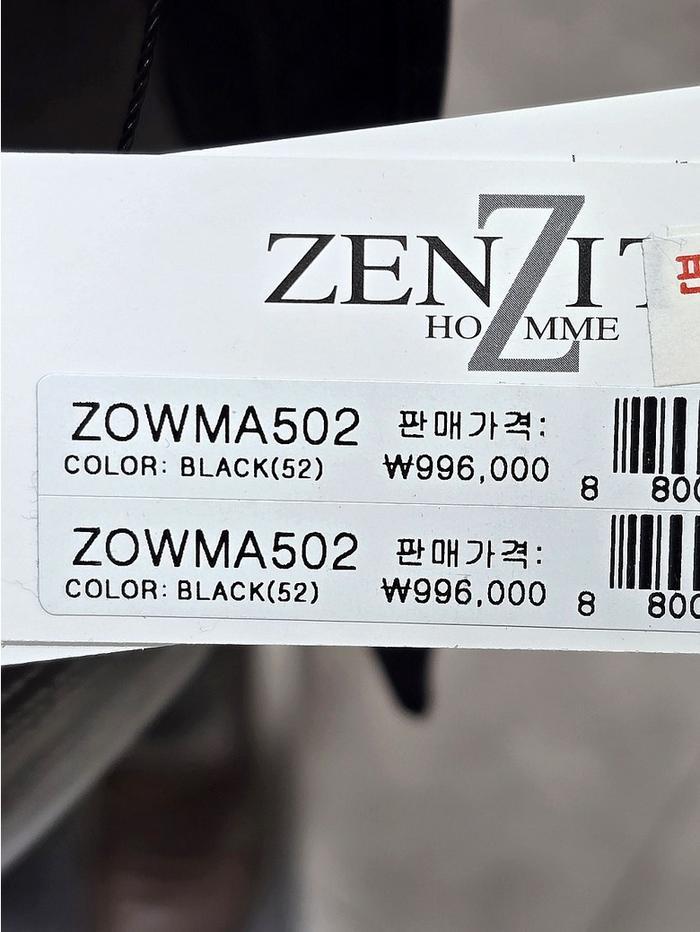 ZENZIT
HOMME
판
ZOWMA502 판매가격:
COLOR: BLACK(52) ₩996,000 8 800
ZOWMA502 판매가격:
COLOR: BLACK(52) ₩996,000 8 800